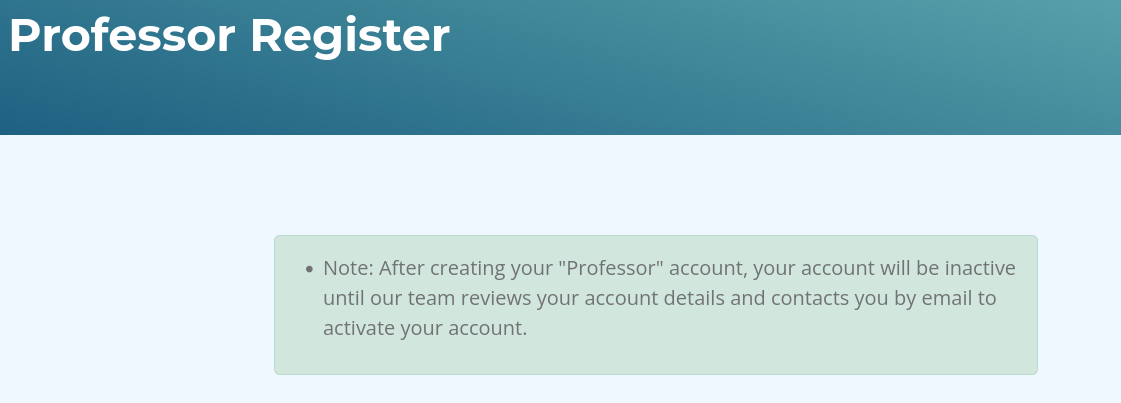 Professor Register
• Note: After creating your "Professor" account, your account will be inactive
until our team reviews your account details and contacts you by email to
activate your account.